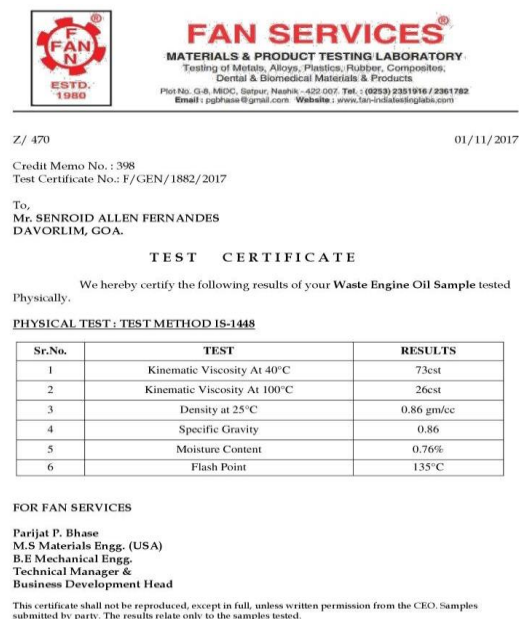 F
FAN
N
®
ESTD.
1980
FAN SERVICES®
MATERIALS & PRODUCT TESTING LABORATORY
Testing of Metals, Alloys, Plastics, Rubber, Composites,
Dental & Biomedical Materials & Products
Plot No. G-8, MIDC, Satpur, Nashik - 422 007. Tel. : (0253) 2351916 / 2361782
Email : pgbhase@gmail.com Website : www.fan-indiatestinglabs.com
Z/ 470 01/11/2017
Credit Memo No. : 398
Test Certificate No.: F/GEN/1882/2017
To,
Mr. SENROID ALLEN FERNANDES
DAVORLIM, GOA.
TEST CERTIFICATE
We hereby certify the following results of your Waste Engine Oil Sample tested
Physically.
PHYSICAL TEST : TEST METHOD IS-1448
Sr.No. TEST RESULTS
1 Kinematic Viscosity At 40°C 73cst
2 Kinematic Viscosity At 100°C 26cst
3 Density at 25°C 0.86 gm/cc
4 Specific Gravity 0.86
5 Moisture Content 0.76%
6 Flash Point 135°C
FOR FAN SERVICES
Parijat P. Bhase
M.S Materials Engg. (USA)
B.E Mechanical Engg.
Technical Manager &
Business Development Head
This certificate shall not be reproduced, except in full, unless written permission from the CEO. Samples
submitted by party. The results relate only to the samples tested.